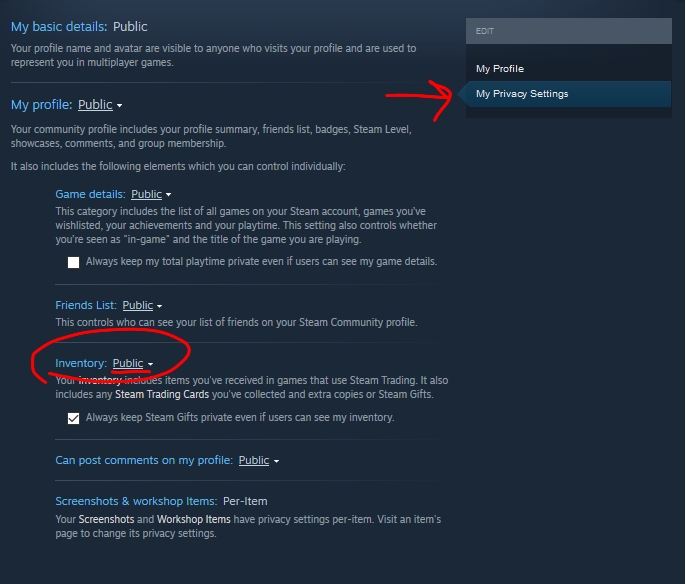 My basic details: Public
Your profile name and avatar are visible to anyone who visits your profile and are used to
represent you in multiplayer games.
My profile: Public
Your community profile includes your profile summary, friends list, badges, Steam Level,
showcases, comments, and group membership.
It also includes the following elements which you can control individually:
Game details: Public
This category includes the list of all games on your Steam account, games you've
wishlisted, your achievements and your playtime. This setting also controls whether
you're seen as "in-game" and the title of the game you are playing.
Always keep my total playtime private even if users can see my game details.
Friends List: Public
This controls who can see your list of friends on your Steam Community profile.
Inventory: Public
Your inventory includes items you've received in games that use Steam Trading. It also
includes any Steam Trading Cards you've collected and extra copies or Steam Gifts.
Always keep Steam Gifts private even if users can see my inventory.
Can post comments on my profile: Public
Screenshots & workshop Items: Per-Item
Your Screenshots and Workshop Items have privacy settings per-item. Visit an item's
page to change its privacy settings.
EDIT
My Profile
My Privacy Settings